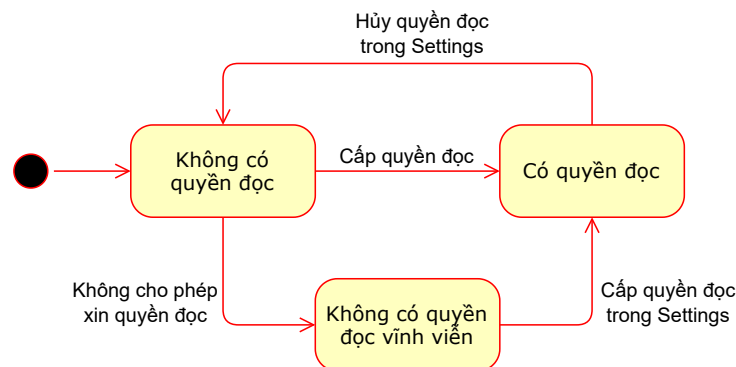 Hủy quyền đọc
trong Settings
Không có
quyền đọc
Cấp quyền đọc
Có quyền đọc
Không cho phép
xin quyền đọc
Không có quyền
đọc vĩnh viễn
Cấp quyền đọc
trong Settings